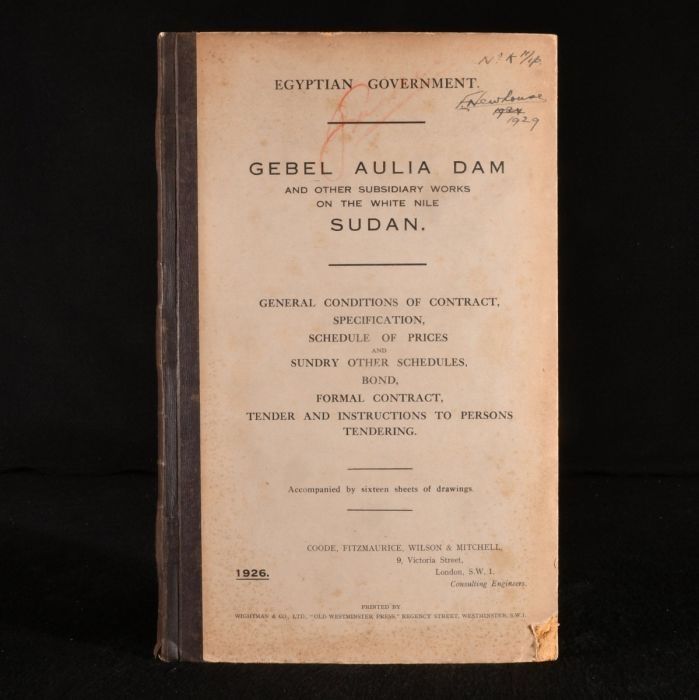 EGYPTIAN GOVERNMENT.
Newhouse
1929
GEBEL AULIA DAM
AND OTHER SUBSIDIARY WORKS
ON THE WHITE NILE
SUDAN.
GENERAL CONDITIONS OF CONTRACT,
SPECIFICATION,
SCHEDULE OF PRICES
AND
SUNDRY OTHER SCHEDULES,
BOND,
FORMAL CONTRACT,
TENDER AND INSTRUCTIONS TO PERSONS
TENDERING.
Accompanied by sixteen sheets of drawings.
COODE, FITZMAURICE, WILSON & MITCHELL,
9, Victoria Street,
London, S.W. 1.
Consulting Engineers.
1926.
PRINTED BY
WIGHTMAN & CO., LTD., "OLD WESTMINSTER PRESS," REGENCY STREET, WESTMINSTER, S.W.1.